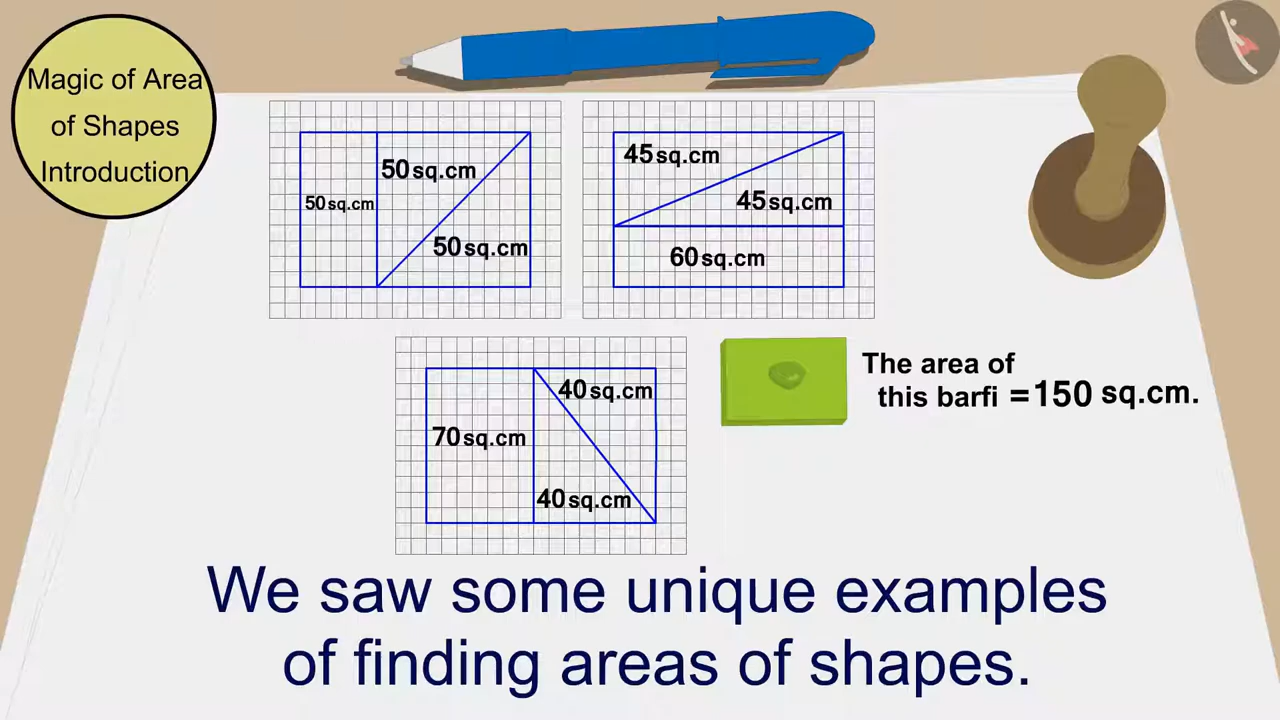 Magic of Area
of Shapes
Introduction
50sq.cm
50sq.cm
50sq.cm
45sq.cm
45sq.cm
60sq.cm
70sq.cm
40sq.cm
40sq.cm
The area of
this barfi =150 sq.cm.
We saw some unique examples
of finding areas of shapes.